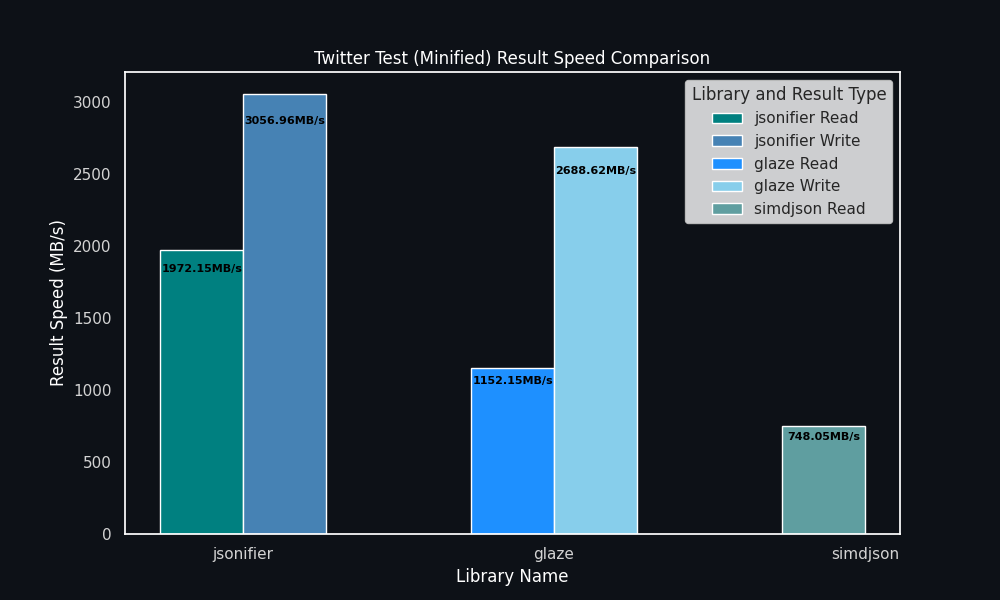 Twitter Test (Minified) Result Speed Comparison
Result Speed (MB/s)
3000
2500
2000
1500
1000
500
0
1972.15MB/s
3056.96MB/s
1152.15MB/s
2688.62MB/s
748.05MB/s
Library and Result Type
jsonifier Read
jsonifier Write
glaze Read
glaze Write
simdjson Read
jsonifier
glaze
simdjson
Library Name